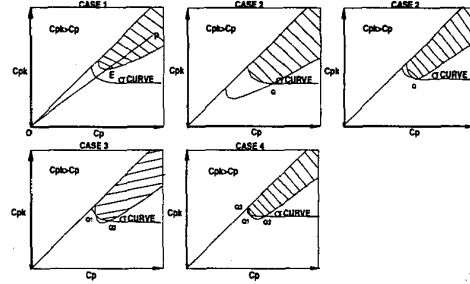 CASE 1
Cpk>Cp
P
Cpk
E
σ CURVE
O
Cp
CASE 2
Cpk>Cp
σ CURVE
Q
Cp
CASE 2
Cpk>Cp
σ CURVE
Q
Cp
CASE 3
Cpk>Cp
Cpk
Q1
σ CURVE
Q2
Cp
CASE 4
Cpk>Cp
Cpk
Q3
σ CURVE
Q1
Q2
Cp